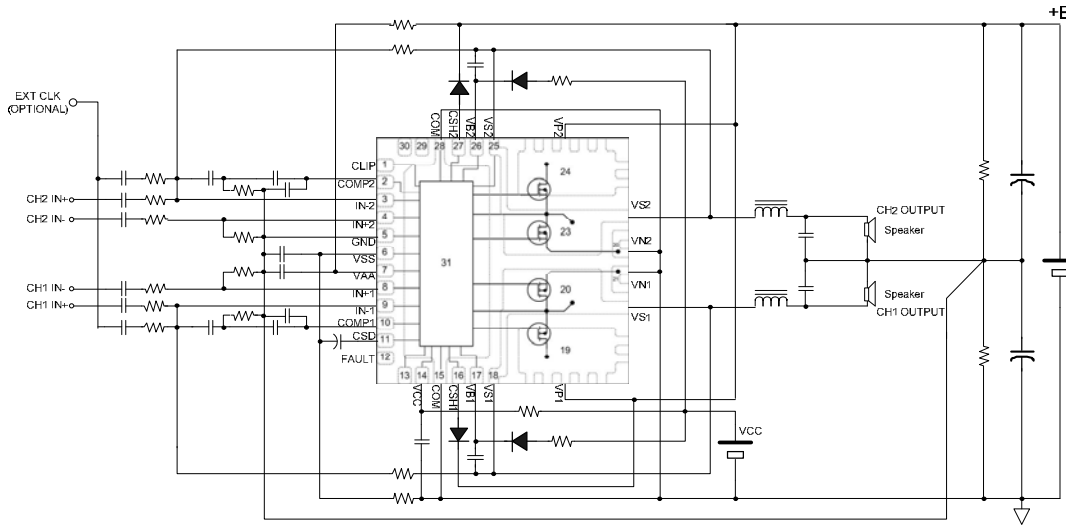 +B
EXT CLK
(OPTIONAL)
COM
CSH2
VB2
VS2
VP2
30 29 28 27 26 25
CLIP
COMP2
IN-2
IN+2
GND
VSS
VAA
IN+1
IN-1
COMP1
CSD
FAULT
1
2
3
4
5
6
7
8
9
10
11
12
CH2 IN+
CH2 IN-
CH1 IN-
CH1 IN+
24
23
31
20
19
VS2
VN2
VN1
VS1
CH2 OUTPUT
Speaker
Speaker
CH1 OUTPUT
13 14 15 16 17 18
VCC
COM
CSH1
VB1
VS1
VP1
VCC